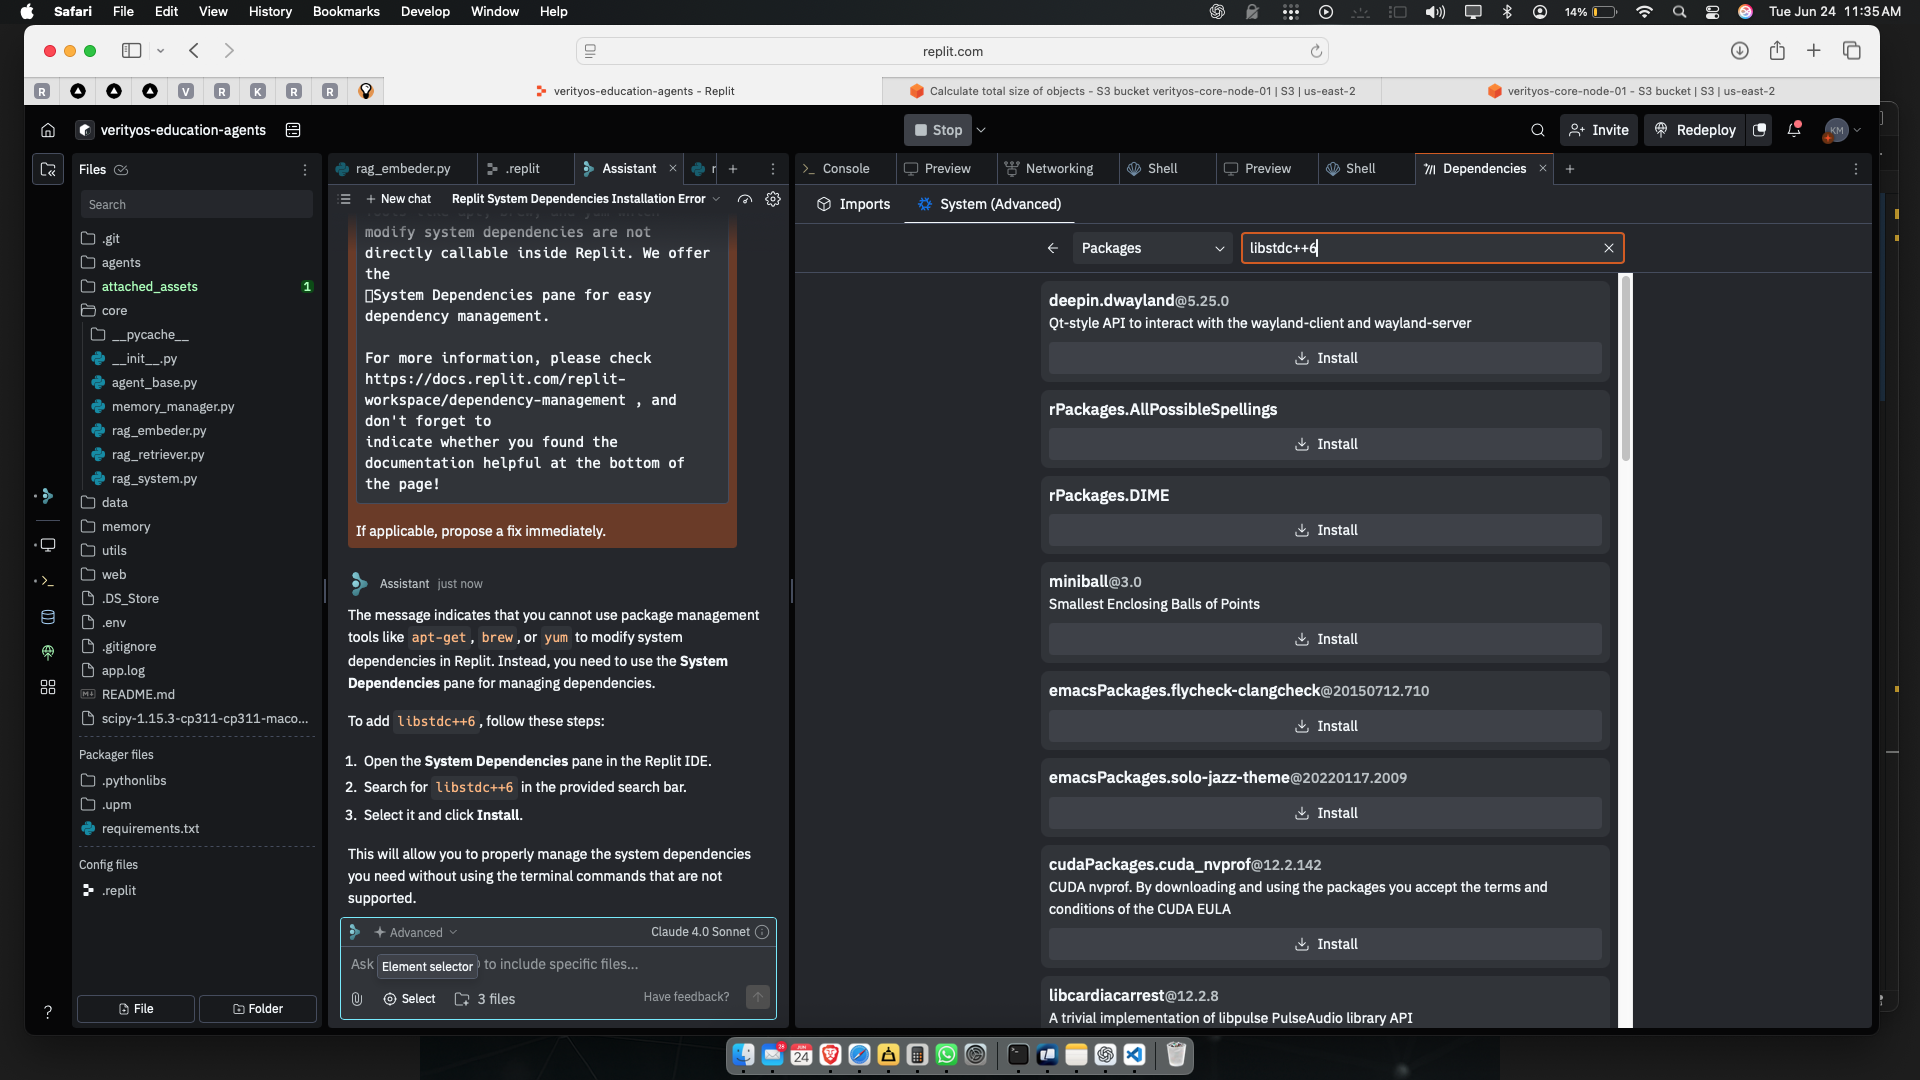 Safari File Edit View History Bookmarks Develop Window Help
14% Tue Jun 24 11:35 AM
replit.com
R V R K R R
verityos-education-agents - Replit
Calculate total size of objects - S3 bucket verityos-core-node-01 | S3 | us-east-2
verityos-core-node-01 - S3 bucket | S3 | us-east-2
verityos-education-agents
Stop
Invite
Redeploy
KM
Files
Search
.git
agents
attached_assets 1
core
__pycache__
__init__.py
agent_base.py
memory_manager.py
rag_embeder.py
rag_retriever.py
rag_system.py
data
memory
utils
web
.DS_Store
.env
.gitignore
app.log
README.md
scipy-1.15.3-cp311-cp311-maco...
Packager files
.pythonlibs
.upm
requirements.txt
Config files
.replit
File
Folder
rag_embeder.py
.replit
Assistant
r
New chat
Replit System Dependencies Installation Error
modify system dependencies are not
directly callable inside Replit. We offer
the
System Dependencies pane for easy
dependency management.
For more information, please check
https://docs.replit.com/replit-
workspace/dependency-management , and
don't forget to
indicate whether you found the
documentation helpful at the bottom of
the page!
If applicable, propose a fix immediately.
Assistant just now
The message indicates that you cannot use package management
tools like apt-get, brew, or yum to modify system
dependencies in Replit. Instead, you need to use the System
Dependencies pane for managing dependencies.
To add libstdc++6, follow these steps:
1. Open the System Dependencies pane in the Replit IDE.
2. Search for libstdc++6 in the provided search bar.
3. Select it and click Install.
This will allow you to properly manage the system dependencies
you need without using the terminal commands that are not
supported.
Advanced
Claude 4.0 Sonnet
Ask
Element selector
to include specific files...
Select
3 files
Have feedback?
Console
Preview
Networking
Shell
Preview
Shell
Dependencies
Imports
System (Advanced)
Packages
libstdc++6
deepin.dwayland@5.25.0
Qt-style API to interact with the wayland-client and wayland-server
Install
rPackages.AllPossibleSpellings
Install
rPackages.DIME
Install
miniball@3.0
Smallest Enclosing Balls of Points
Install
emacsPackages.flycheck-clangcheck@20150712.710
Install
emacsPackages.solo-jazz-theme@20220117.2009
Install
cudaPackages.cuda_nvprof@12.2.142
CUDA nvprof. By downloading and using the packages you accept the terms and
conditions of the CUDA EULA
Install
libcardiacarrest@12.2.8
A trivial implementation of libpulse PulseAudio library API